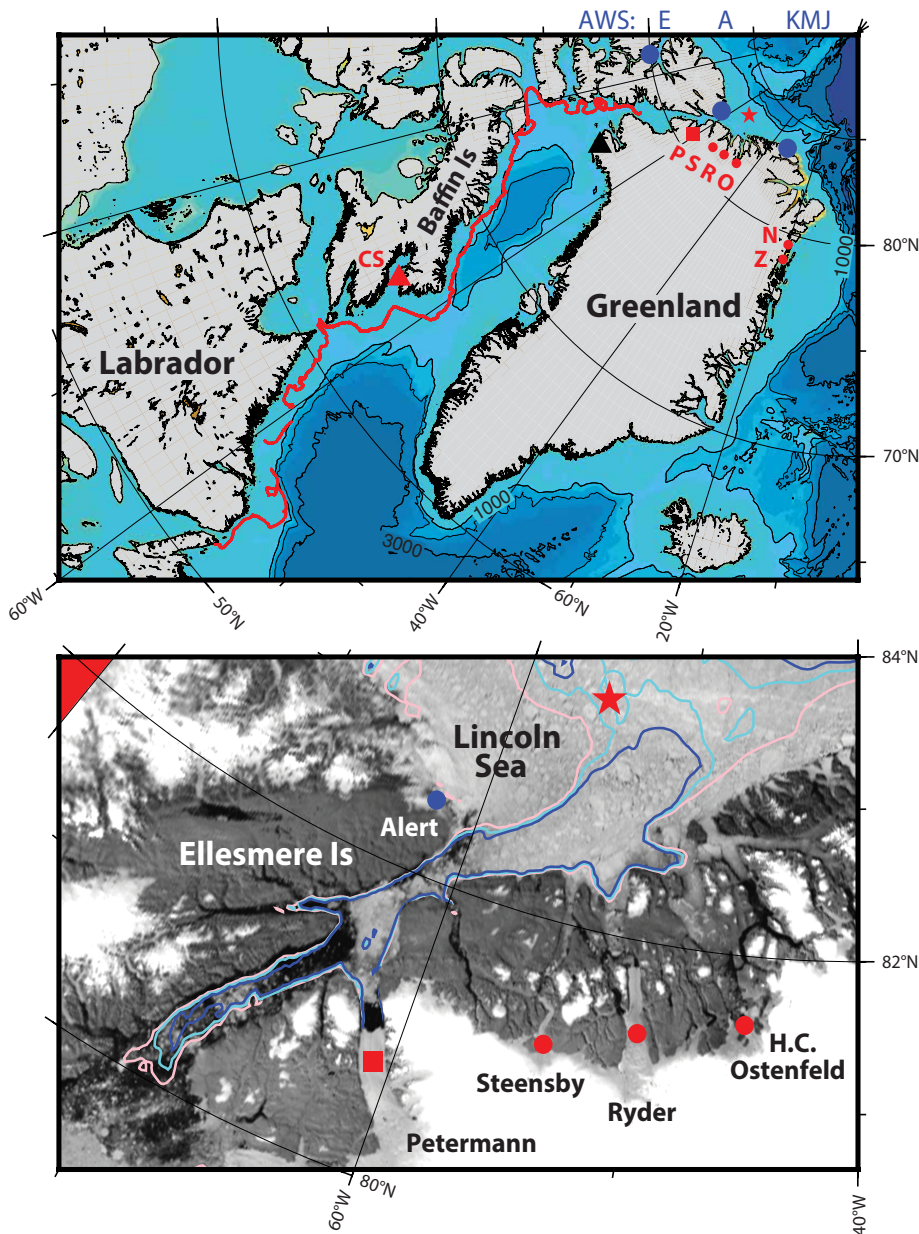 AWS: E A KMJ
Baffin Is
P S R O
CS
N
Z
80°N
1000
Greenland
Labrador
70°N
1000
3000
60°W
50°W
40°W
60°N
20°W
84°N
Lincoln
Sea
Alert
Ellesmere Is
82°N
H.C.
Ostenfeld
Steensby
Ryder
Petermann
80°N
60°W
40°W